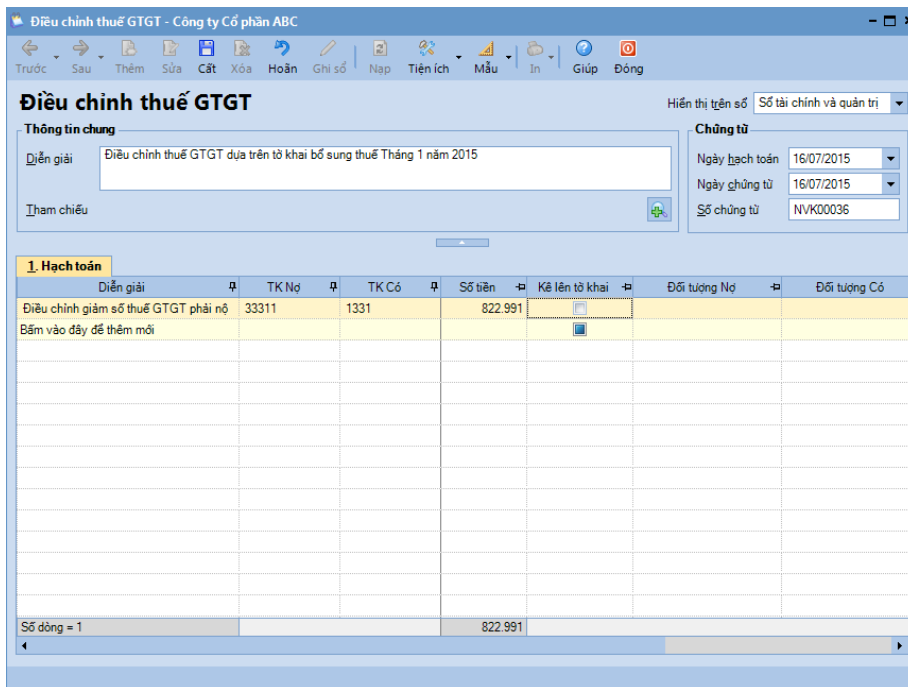 Điều chỉnh thuế GTGT - Công ty Cổ phần ABC
Trước Sau Thêm Sửa Cất Xóa Hoãn Ghi sổ Nạp Tiện ích Mẫu In Giúp Đóng
Điều chỉnh thuế GTGT
Hiển thị trên sổ Sổ tài chính và quản trị
Thông tin chung
Chứng từ
Diễn giải Điều chỉnh thuế GTGT dựa trên tờ khai bổ sung thuế Tháng 1 năm 2015
Ngày hạch toán 16/07/2015
Ngày chứng từ 16/07/2015
Tham chiếu
Số chứng từ NVK00036
1. Hạch toán
Diễn giải TK Nợ TK Có Số tiền Kê lên tờ khai Đối tượng Nợ Đối tượng Có
Điều chỉnh giảm số thuế GTGT phải nộ 33311 1331 822.991
Bấm vào đây để thêm mới
Số dòng = 1 822.991